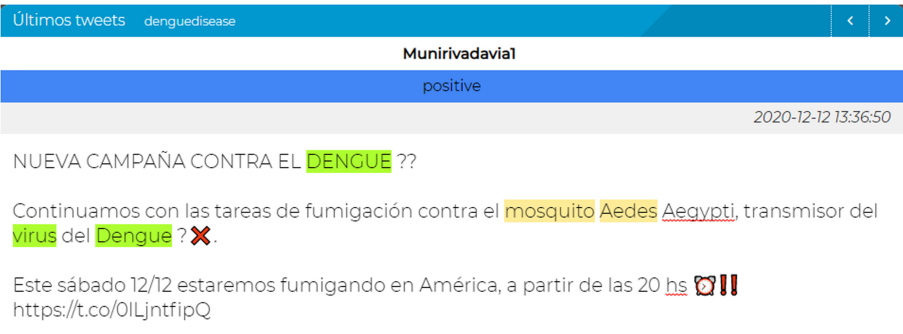 Últimos tweets denguedisease
Munirivadavia1
positive
2020-12-12 13:36:50
NUEVA CAMPAÑA CONTRA EL DENGUE ??
Continuamos con las tareas de fumigación contra el mosquito Aedes Aegypti, transmisor del
virus del Dengue ?❌.
Este sábado 12/12 estaremos fumigando en América, a partir de las 20 hs ⏰‼️
https://t.co/0lLjntfipQ